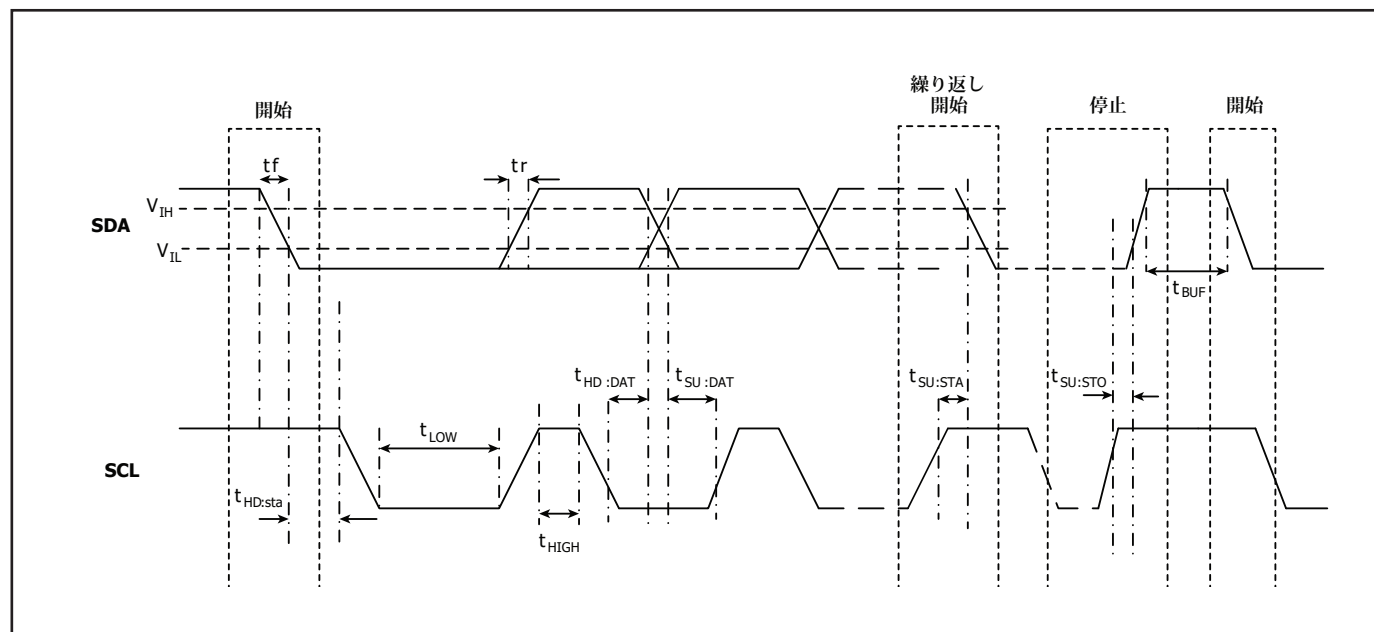 繰り返し
開始
開始
停止
開始
tf
tr
VIH
SDA
VIL
tBUF
tHD:DAT
tSU:DAT
tSU:STA
tSU:STO
tLOW
SCL
tHD:sta
tHIGH